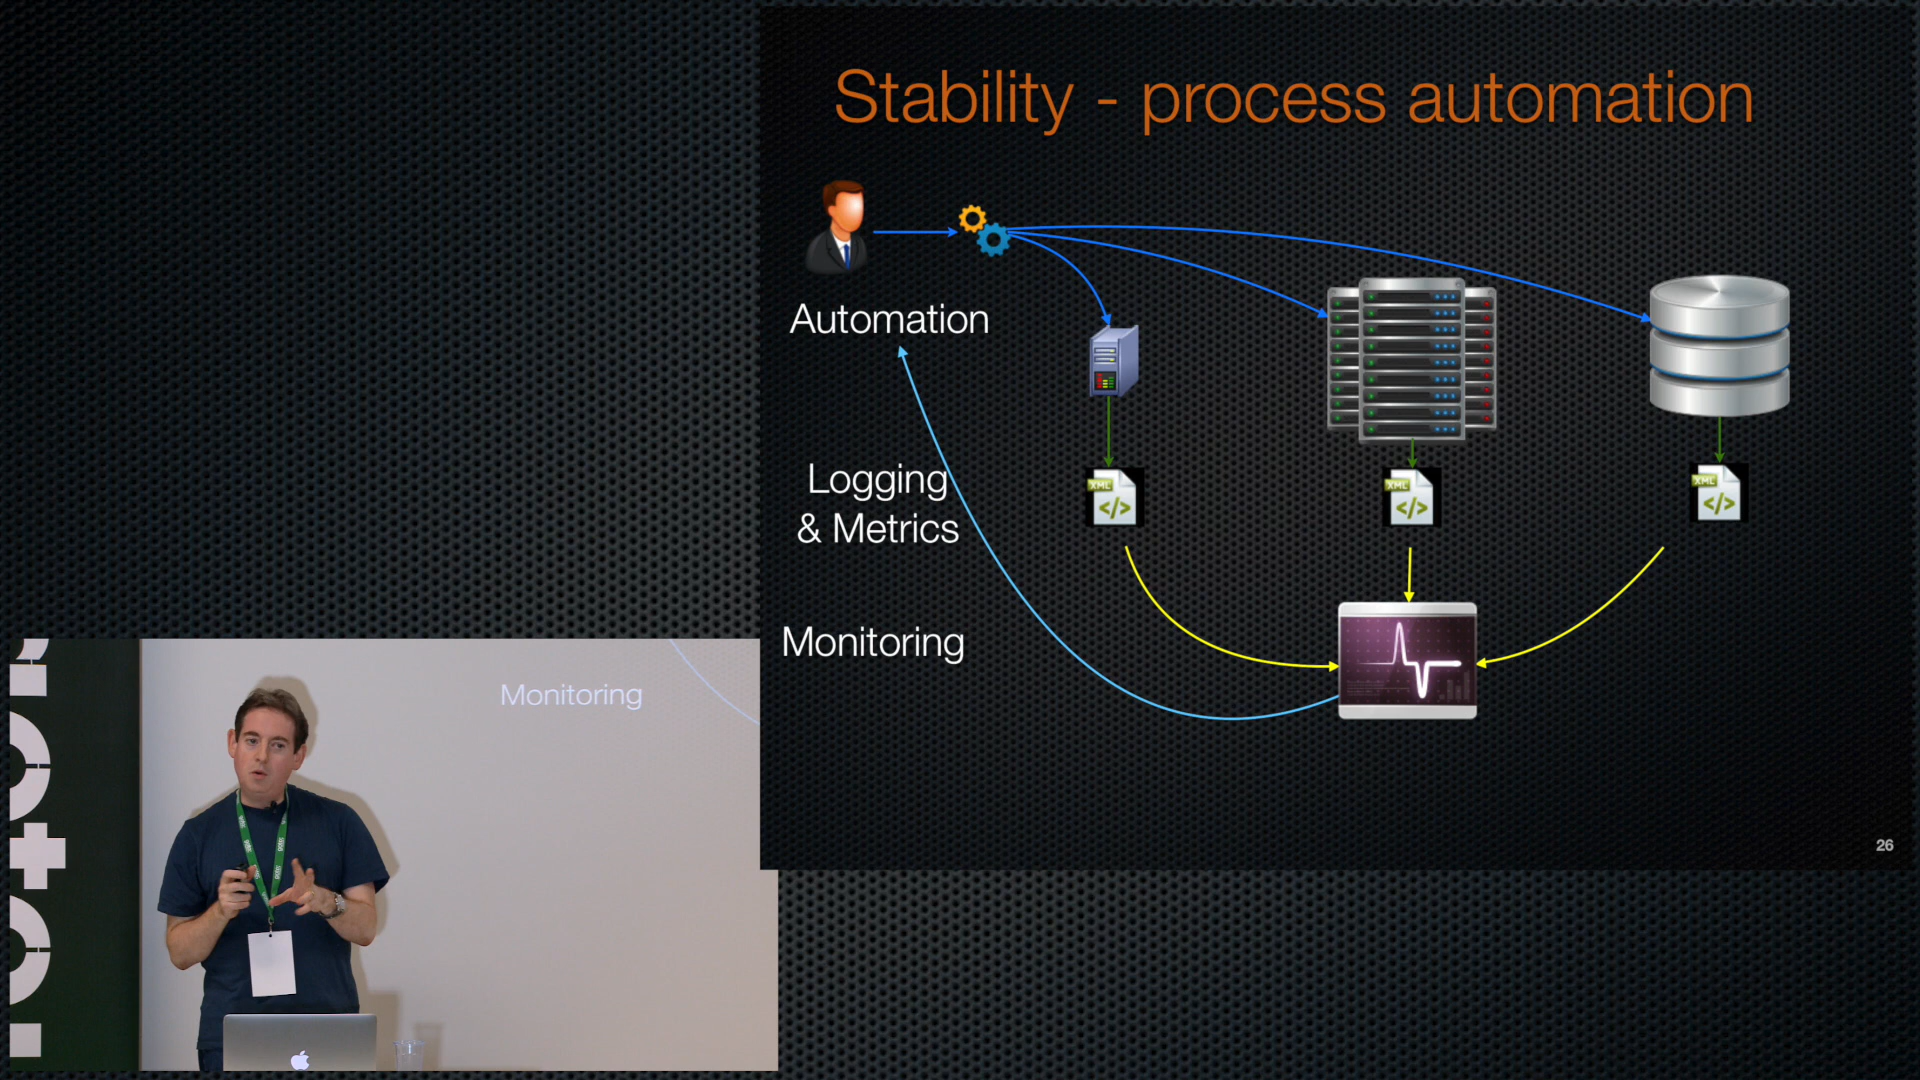 Stability - process automation
Automation
Logging
& Metrics
XML
</>
XML
</>
XML
</>
Monitoring
26
Monitoring